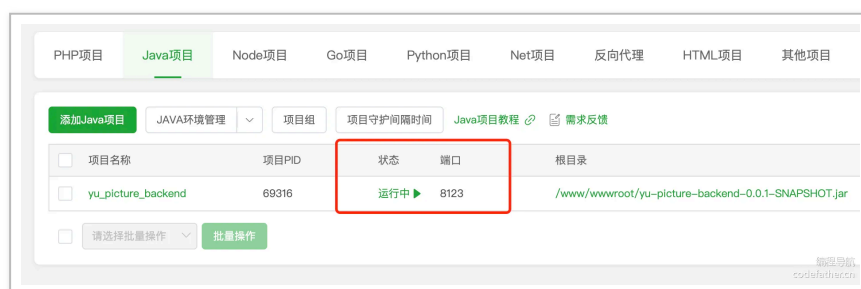 PHP项目 Java项目 Node项目 Go项目 Python项目 Net项目 反向代理 HTML项目 其他项目
添加Java项目 JAVA环境管理 项目组 项目守护间隔时间 Java项目教程 需求反馈
项目名称 项目PID 状态 端口 根目录
yu_picture_backend 69316 运行中 8123 /www/wwwroot/yu-picture-backend-0.0.1-SNAPSHOT.jar
请选择批量操作 批量操作
编程导航
codefather.cn